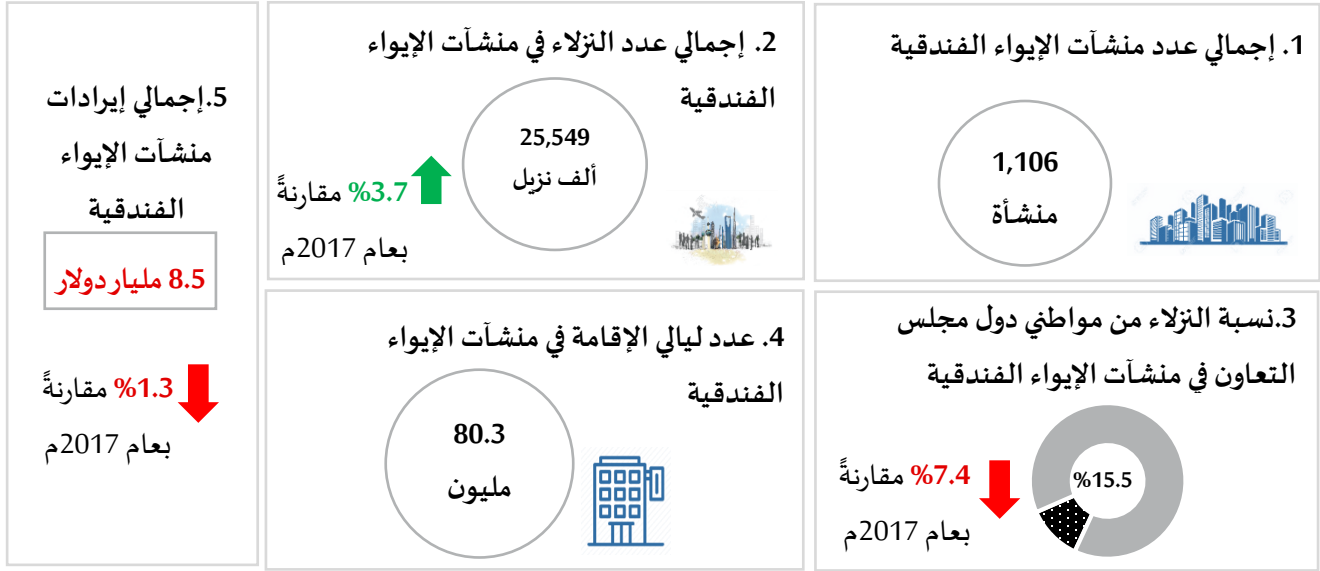 1. إجمالي عدد منشآت الإيواء الفندقية
1,106
منشأة
2. إجمالي عدد النزلاء في منشآت الإيواء
الفندقية
25,549
ألف نزيل
%3.7 مقارنةً
بعام 2017م
3.نسبة النزلاء من مواطني دول مجلس
التعاون في منشآت الإيواء الفندقية
%15.5
%7.4 مقارنةً
بعام 2017م
4. عدد ليالي الإقامة في منشآت الإيواء
الفندقية
80.3
مليون
5.إجمالي إيرادات
منشآت الإيواء
الفندقية
8.5 مليار دولار
%1.3 مقارنةً
بعام 2017م